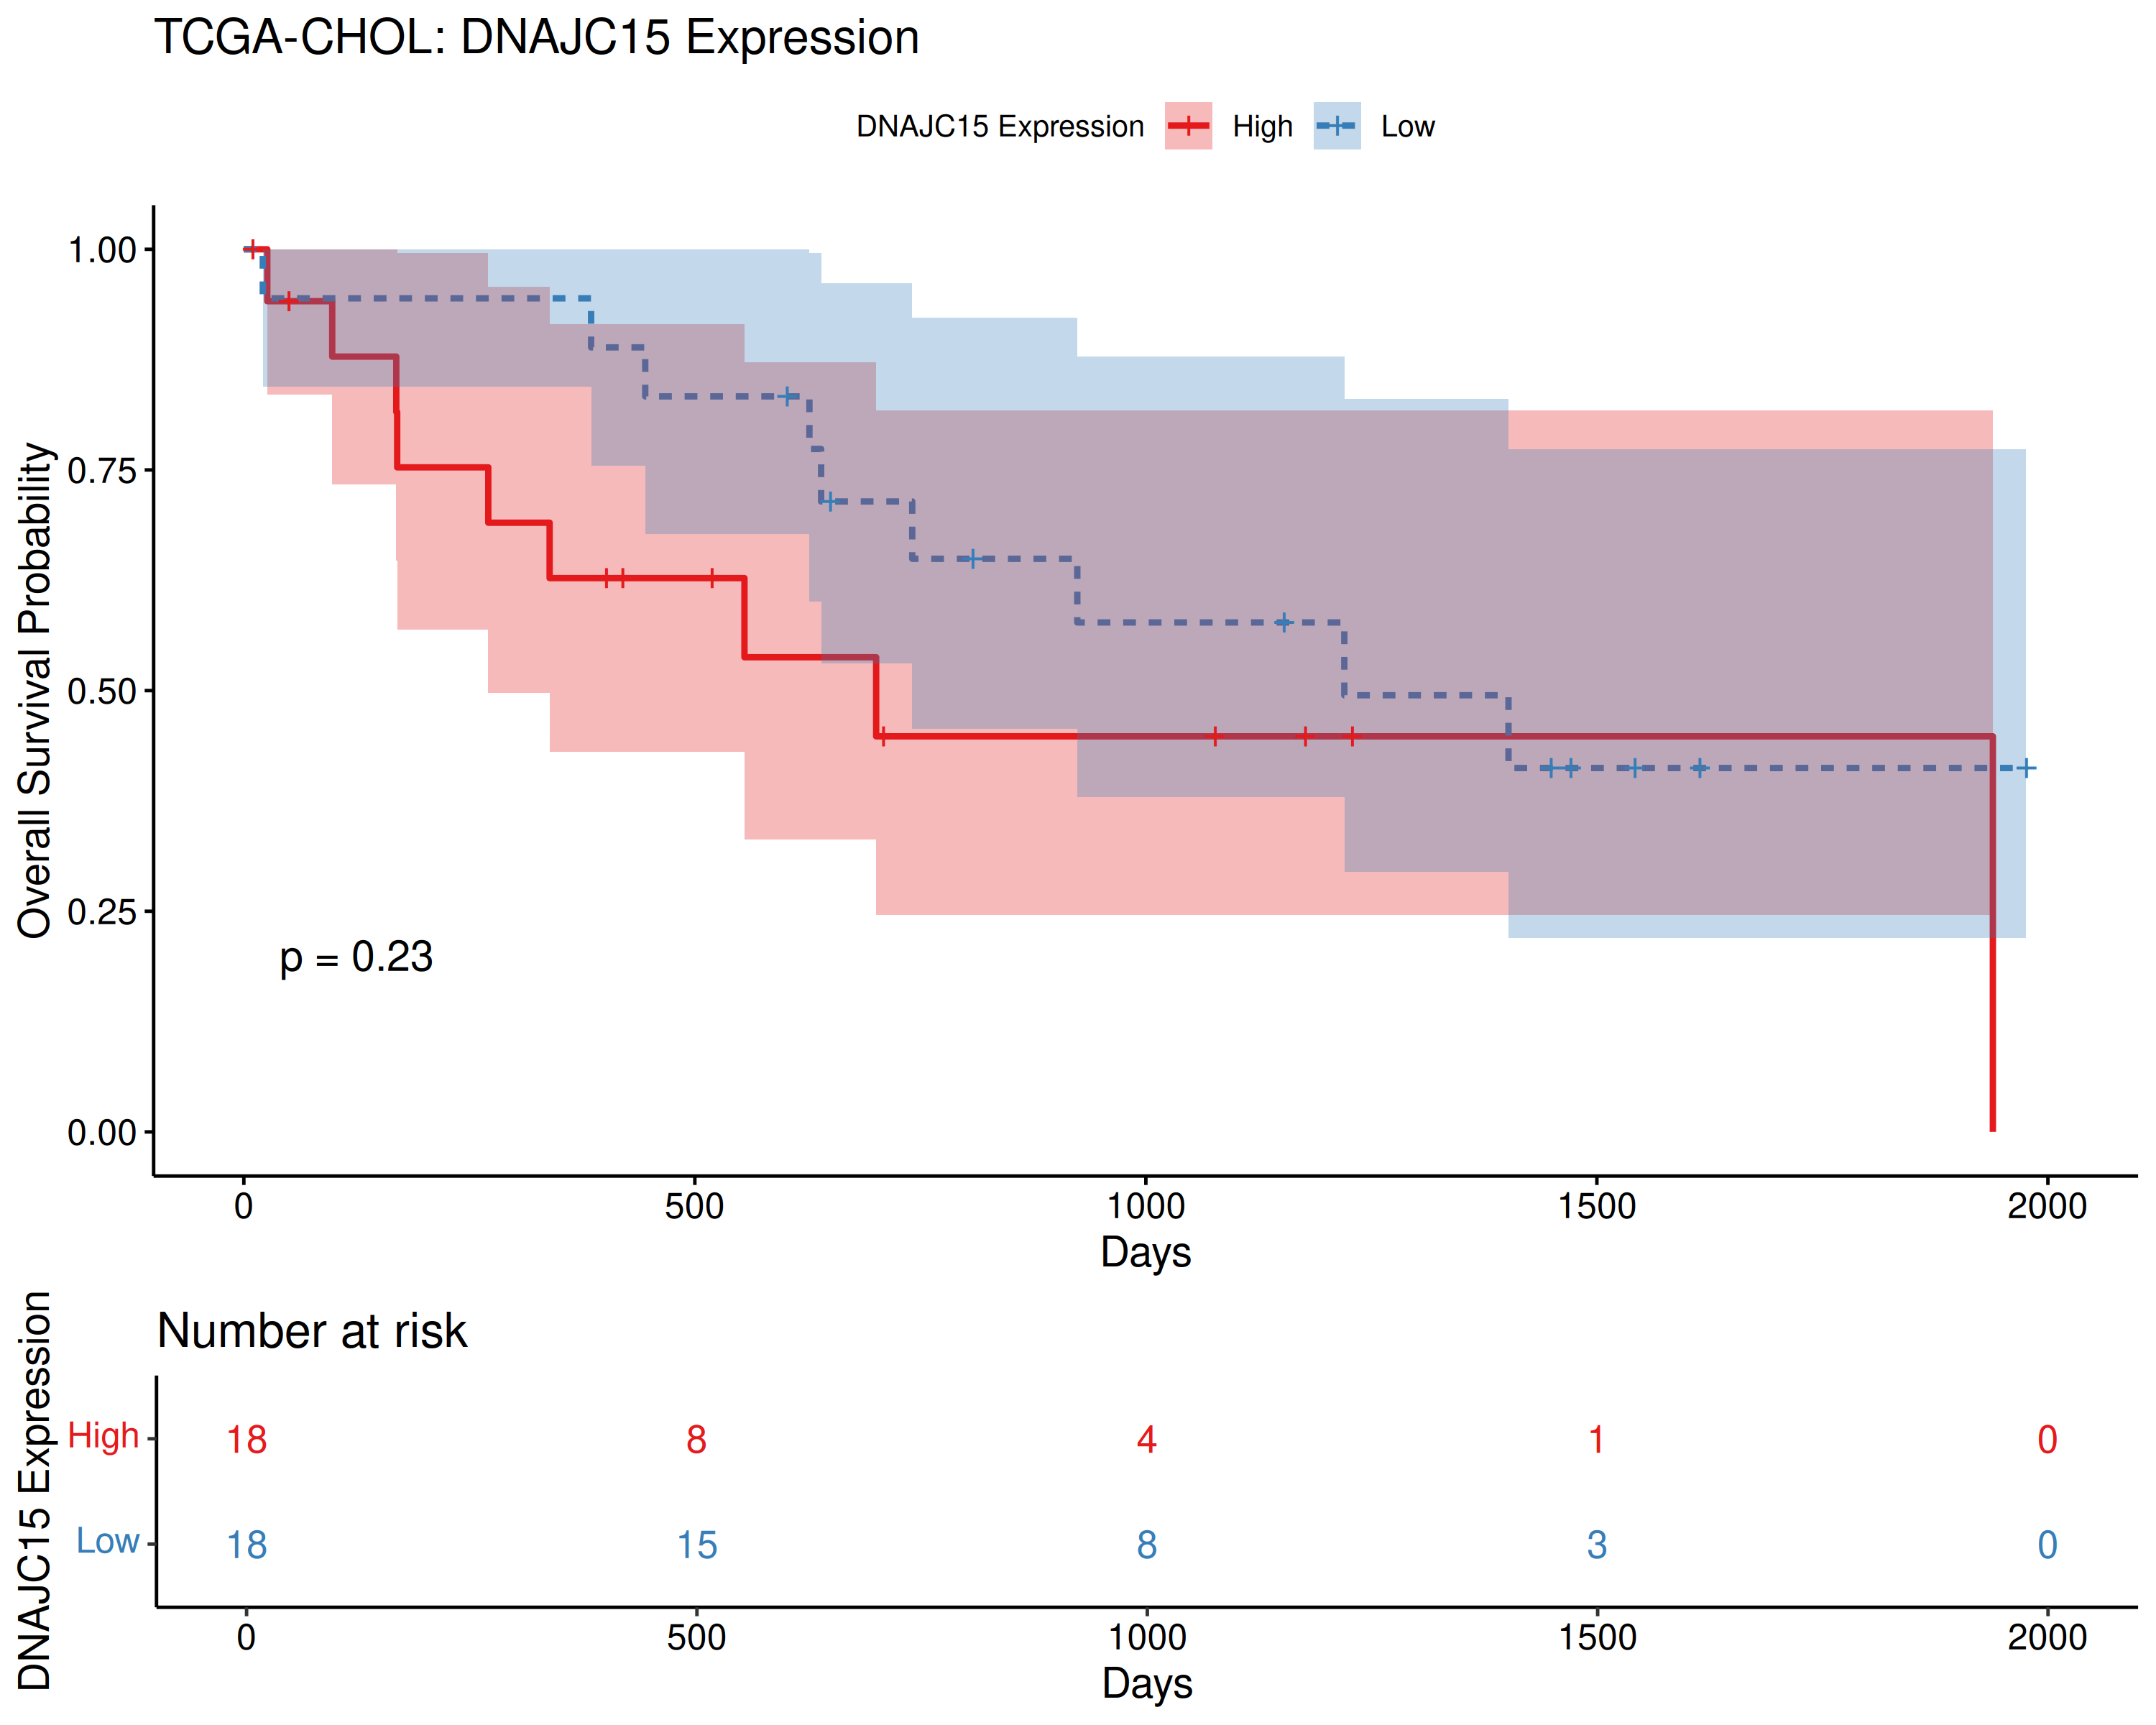 TCGA-CHOL: DNAJC15 Expression
DNAJC15 Expression High Low
Overall Survival Probability
1.00
0.75
0.50
0.25
0.00
p = 0.23
0 500 1000 1500 2000
Days
Number at risk
DNAJC15 Expression
High 18 8 4 1 0
Low 18 15 8 3 0
0 500 1000 1500 2000
Days